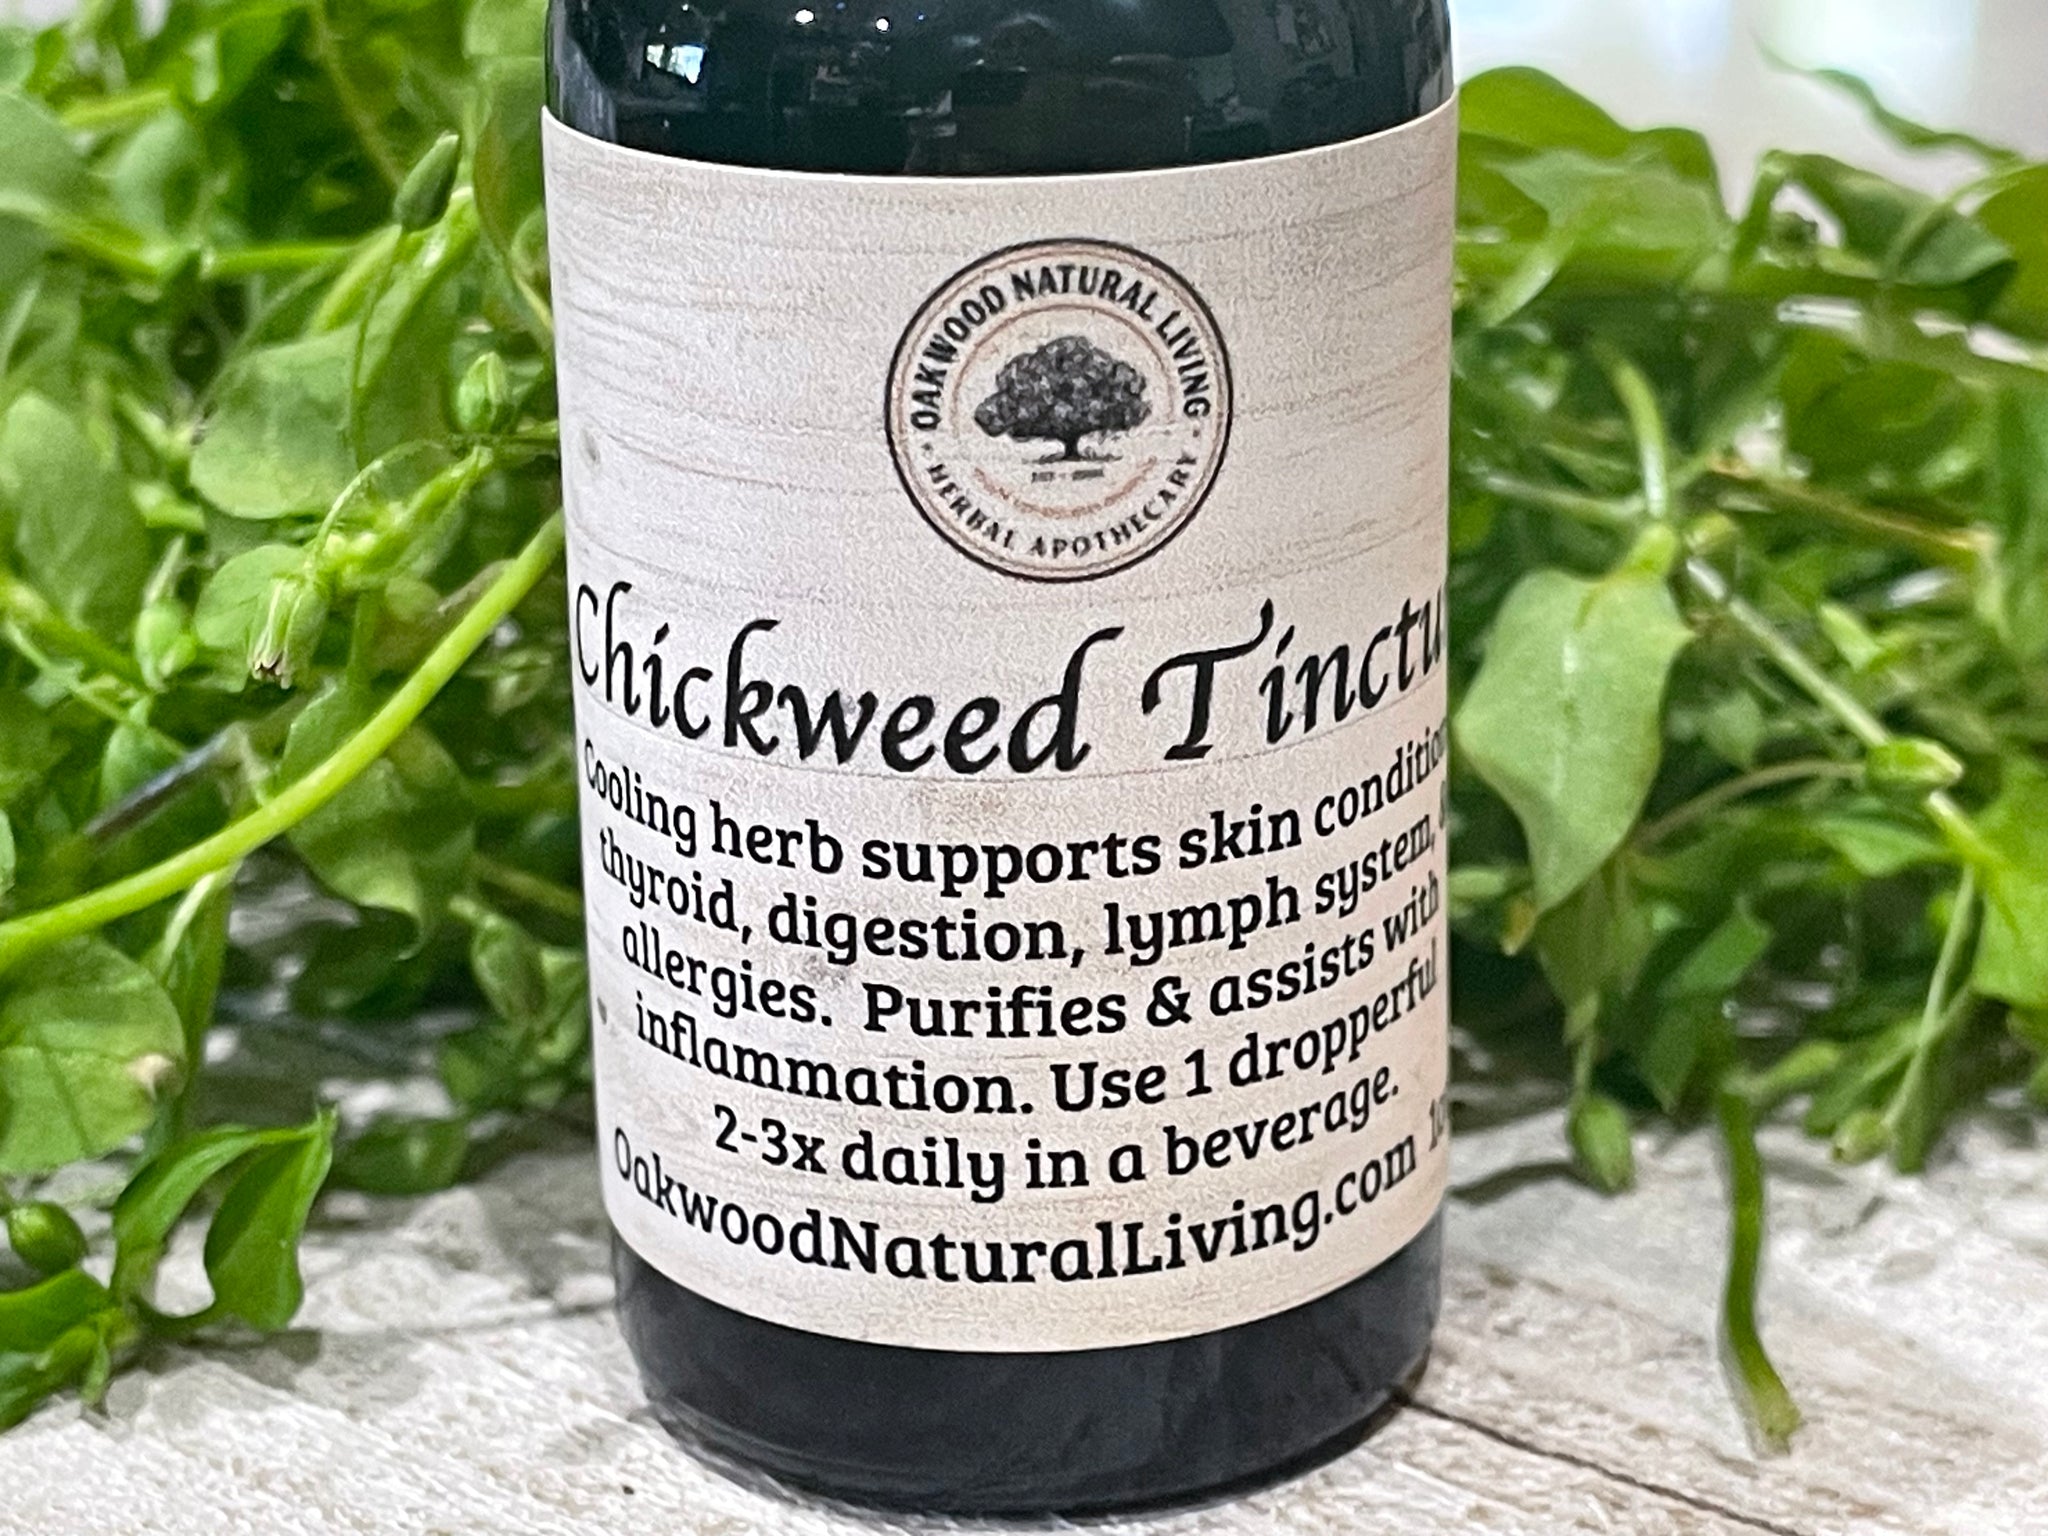 OAKWOOD NATURAL LIVING
HERBAL APOTHECARY
Chickweed Tinctu
Cooling herb supports skin condition
thyroid, digestion, lymph system,
allergies. Purifies & assists with
inflammation. Use 1 dropperful
2-3x daily in a beverage.
OakwoodNaturalLiving.com